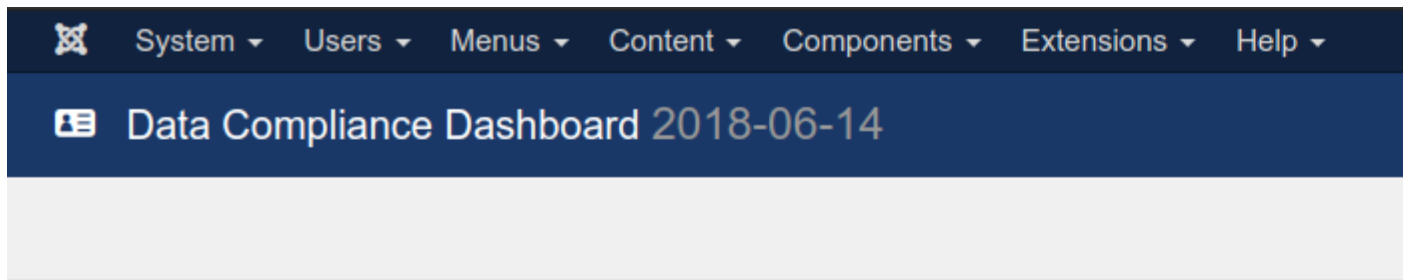 System Users Menus Content Components Extensions Help
Data Compliance Dashboard 2018-06-14